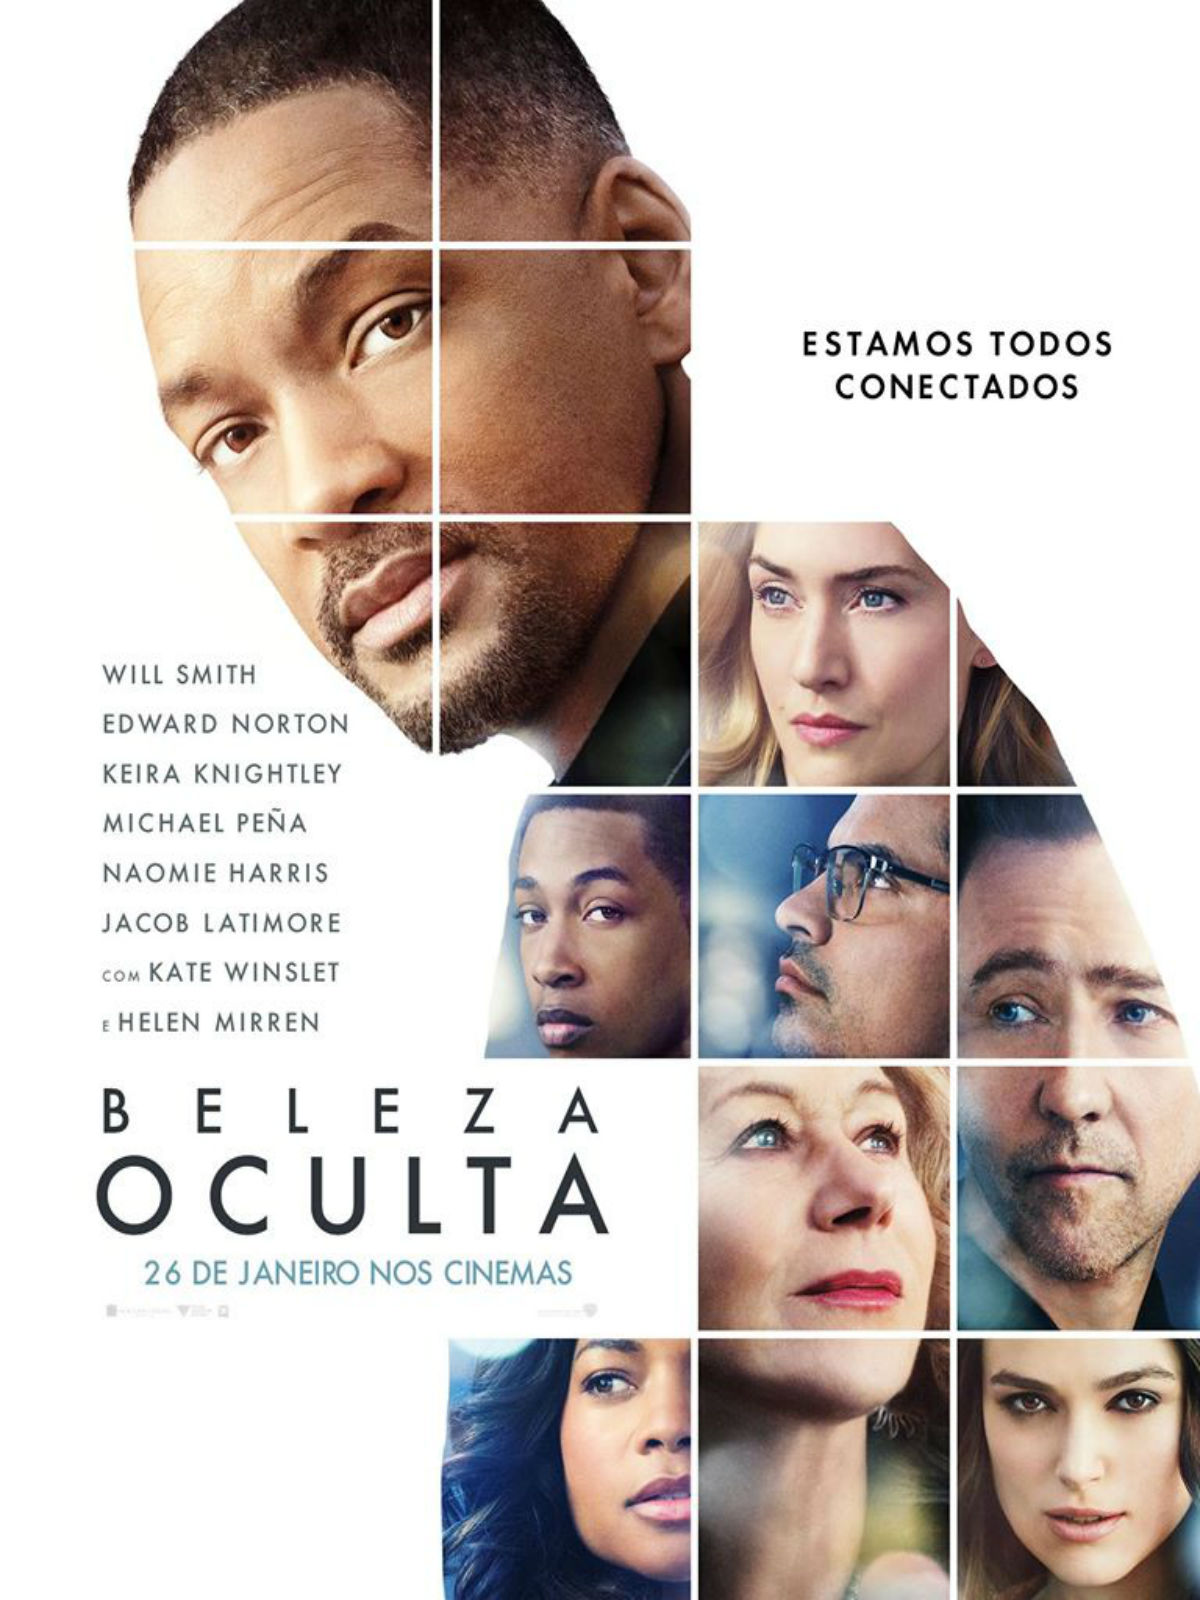 ESTAMOS TODOS
CONECTADOS
WILL SMITH
EDWARD NORTON
KEIRA KNIGHTLEY
MICHAEL PEÑA
NAOMIE HARRIS
JACOB LATIMORE
COM KATE WINSLET
E HELEN MIRREN
BELEZA
OCULTA
26 DE JANEIRO NOS CINEMAS